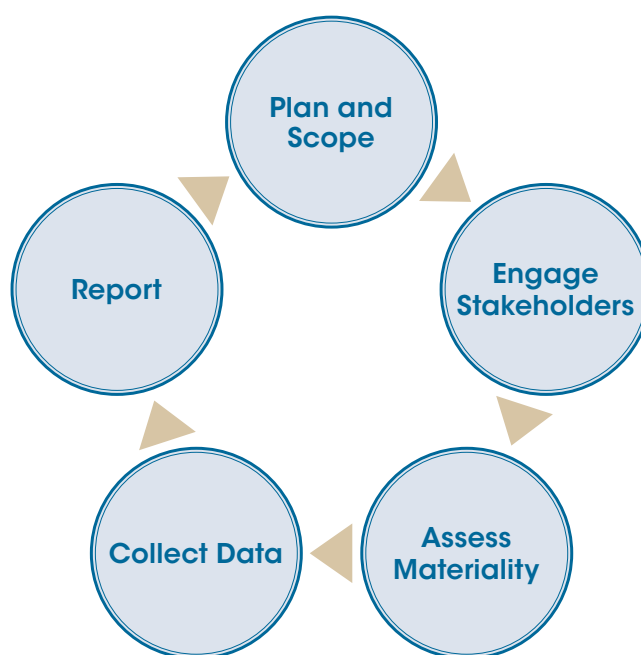 Plan and
Scope
Engage
Stakeholders
Assess
Materiality
Collect Data
Report